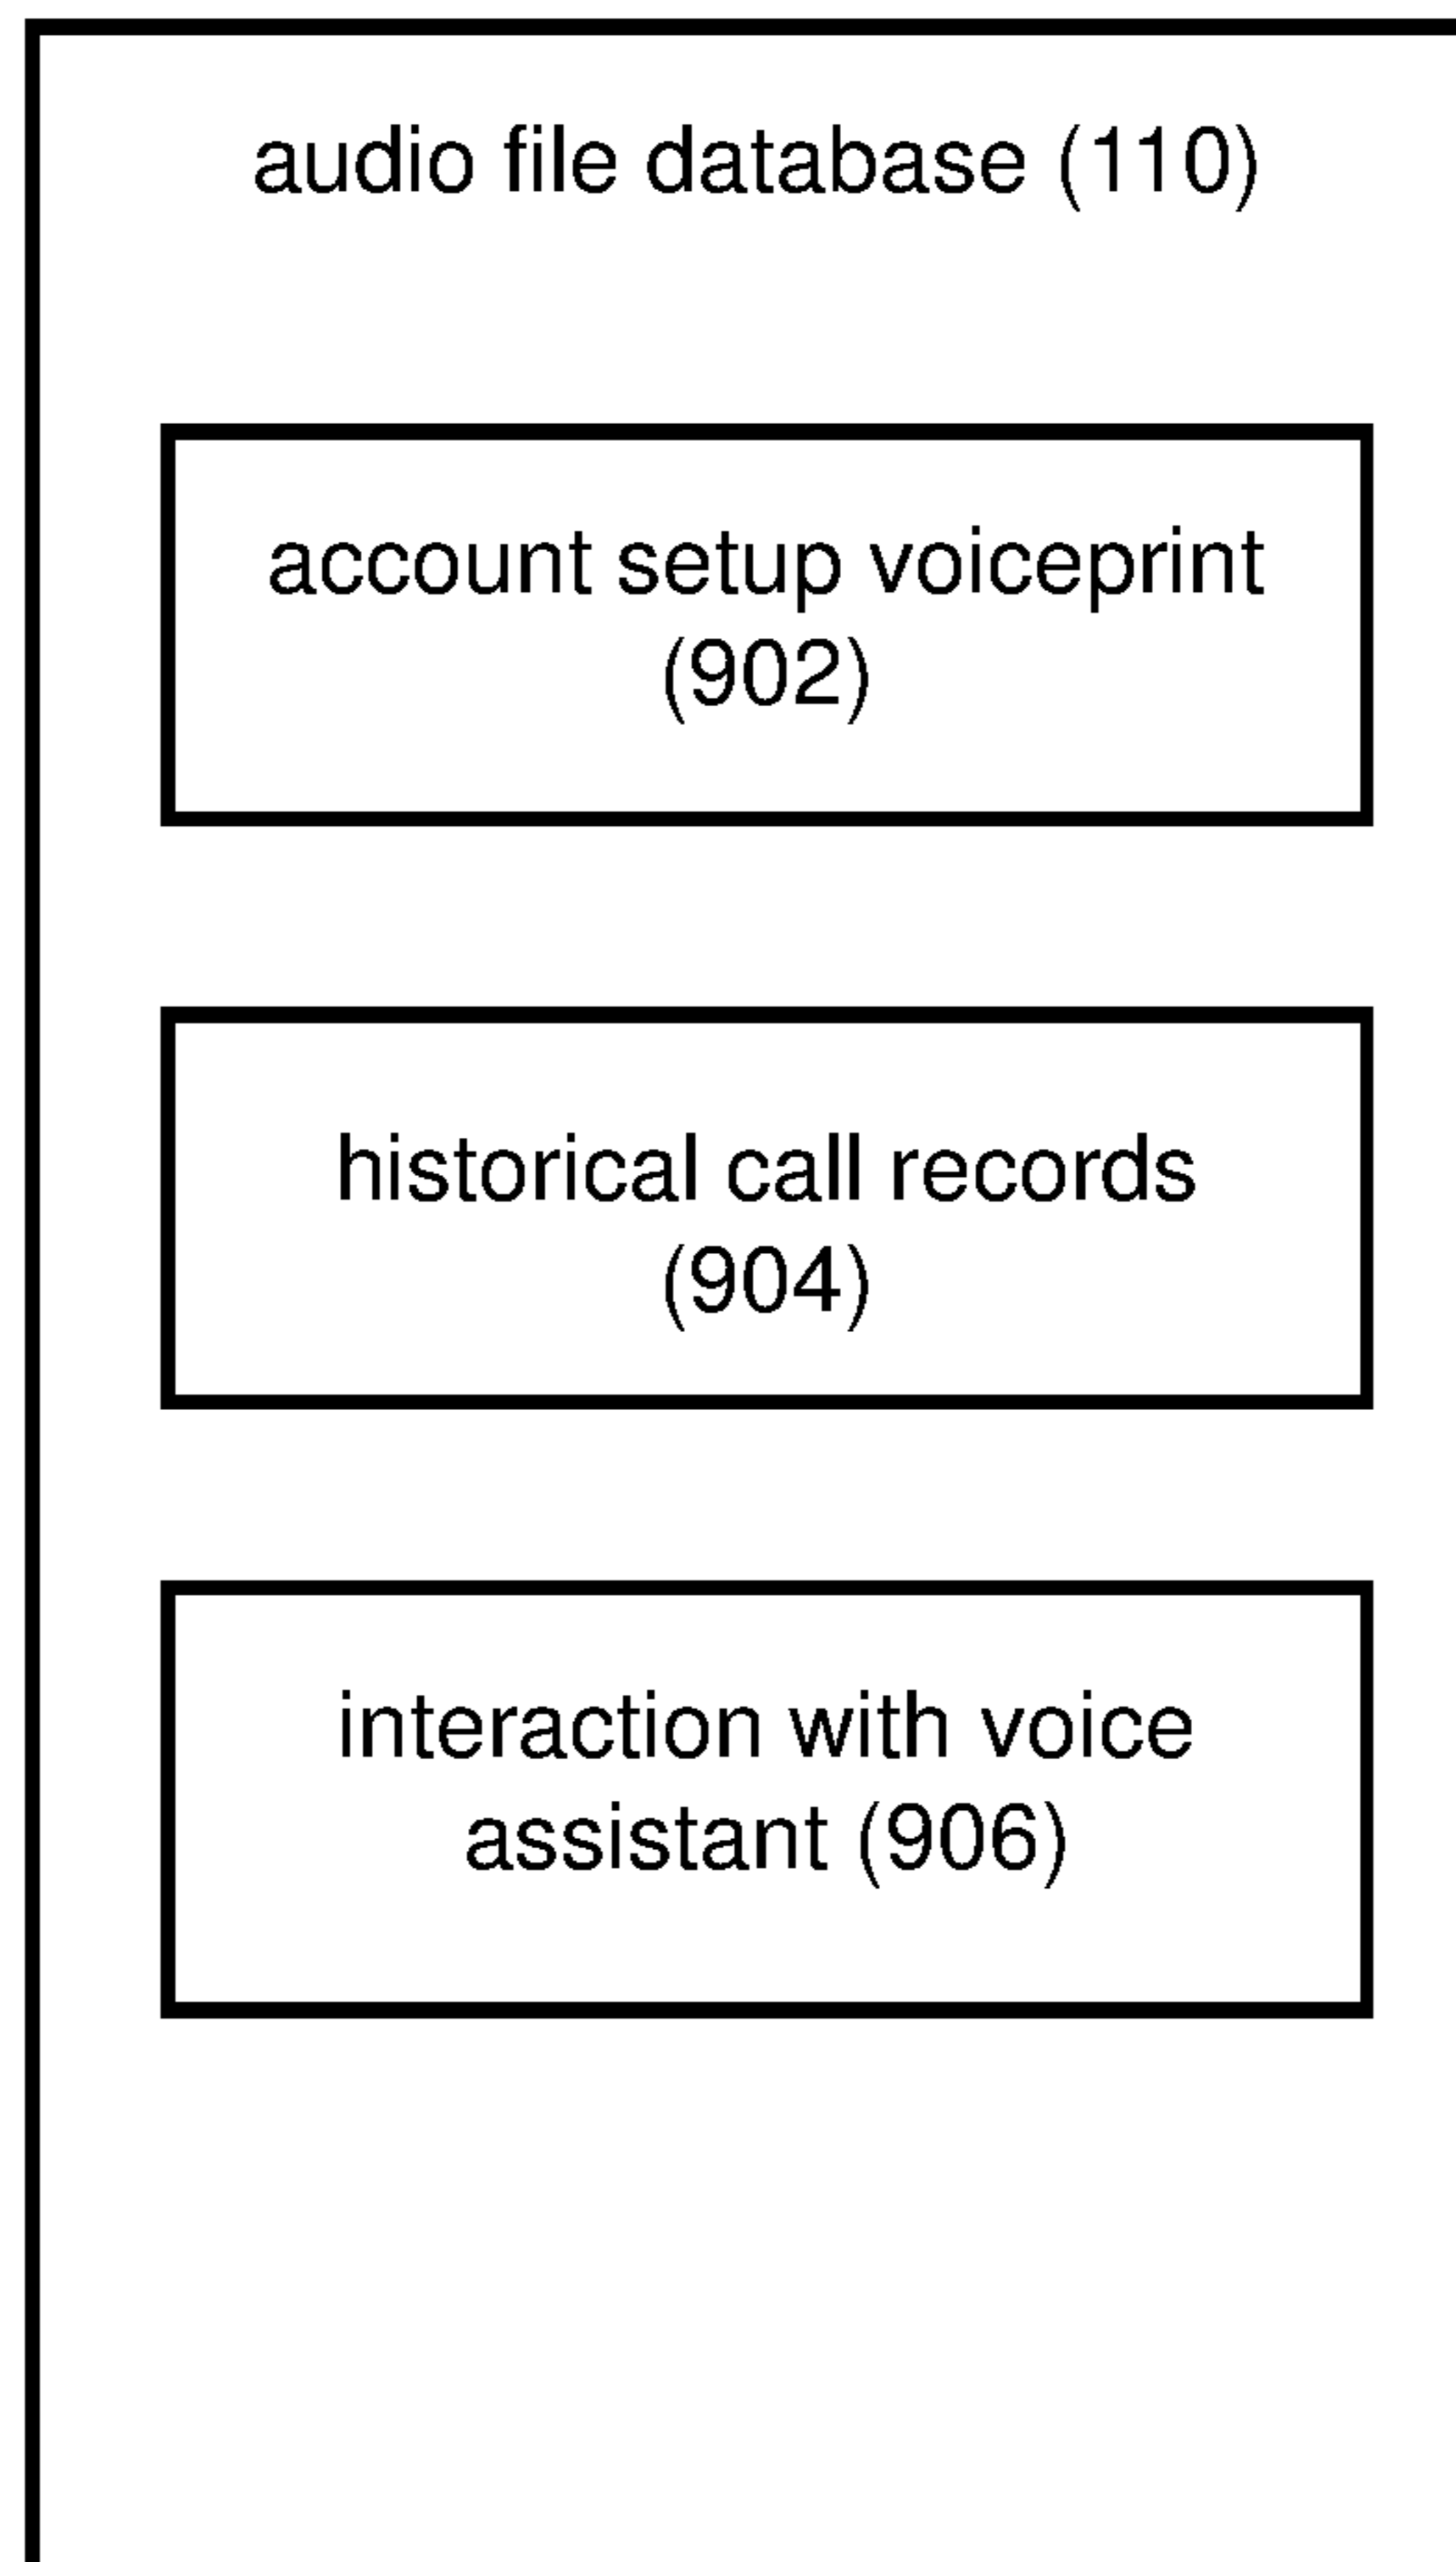 audio file database (110)
account setup voiceprint
(902)
historical call records
(904)
interaction with voice
assistant (906)